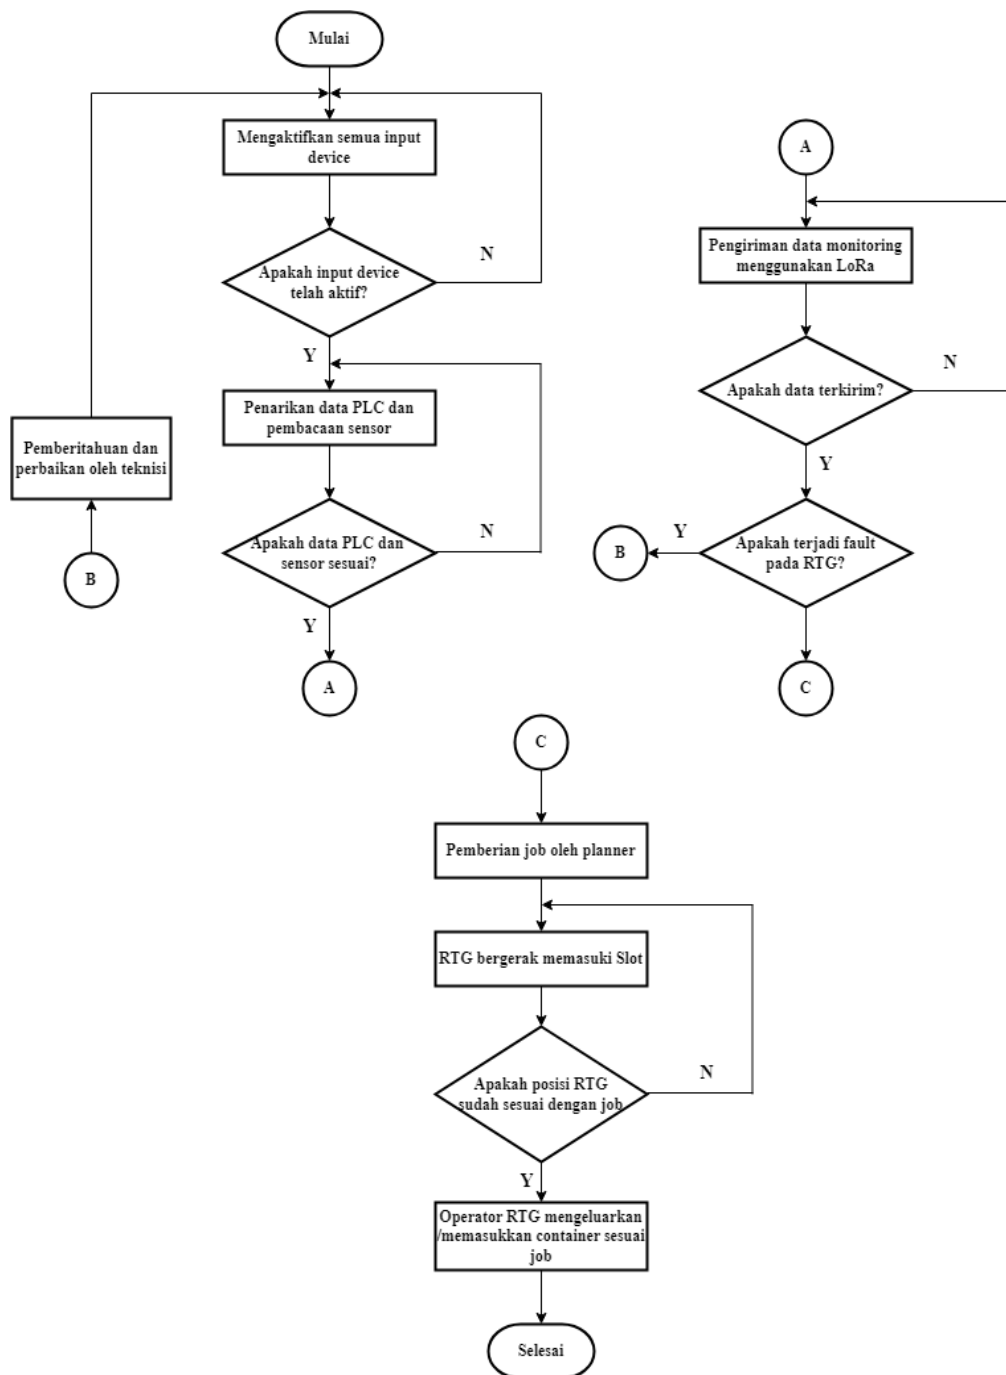 Mulai
Mengaktifkan semua input
device
Apakah input device
telah aktif?
N
Y
Penarikan data PLC dan
pembacaan sensor
Apakah data PLC dan
sensor sesuai?
N
Y
A
Pemberitahuan dan
perbaikan oleh teknisi
B
A
Pengiriman data monitoring
menggunakan LoRa
Apakah data terkirim?
N
Y
Apakah terjadi fault
pada RTG?
Y
B
C
C
Pemberian job oleh planner
RTG bergerak memasuki Slot
Apakah posisi RTG
sudah sesuai dengan job
N
Y
Operator RTG mengeluarkan
/memasukkan container sesuai
job
Selesai